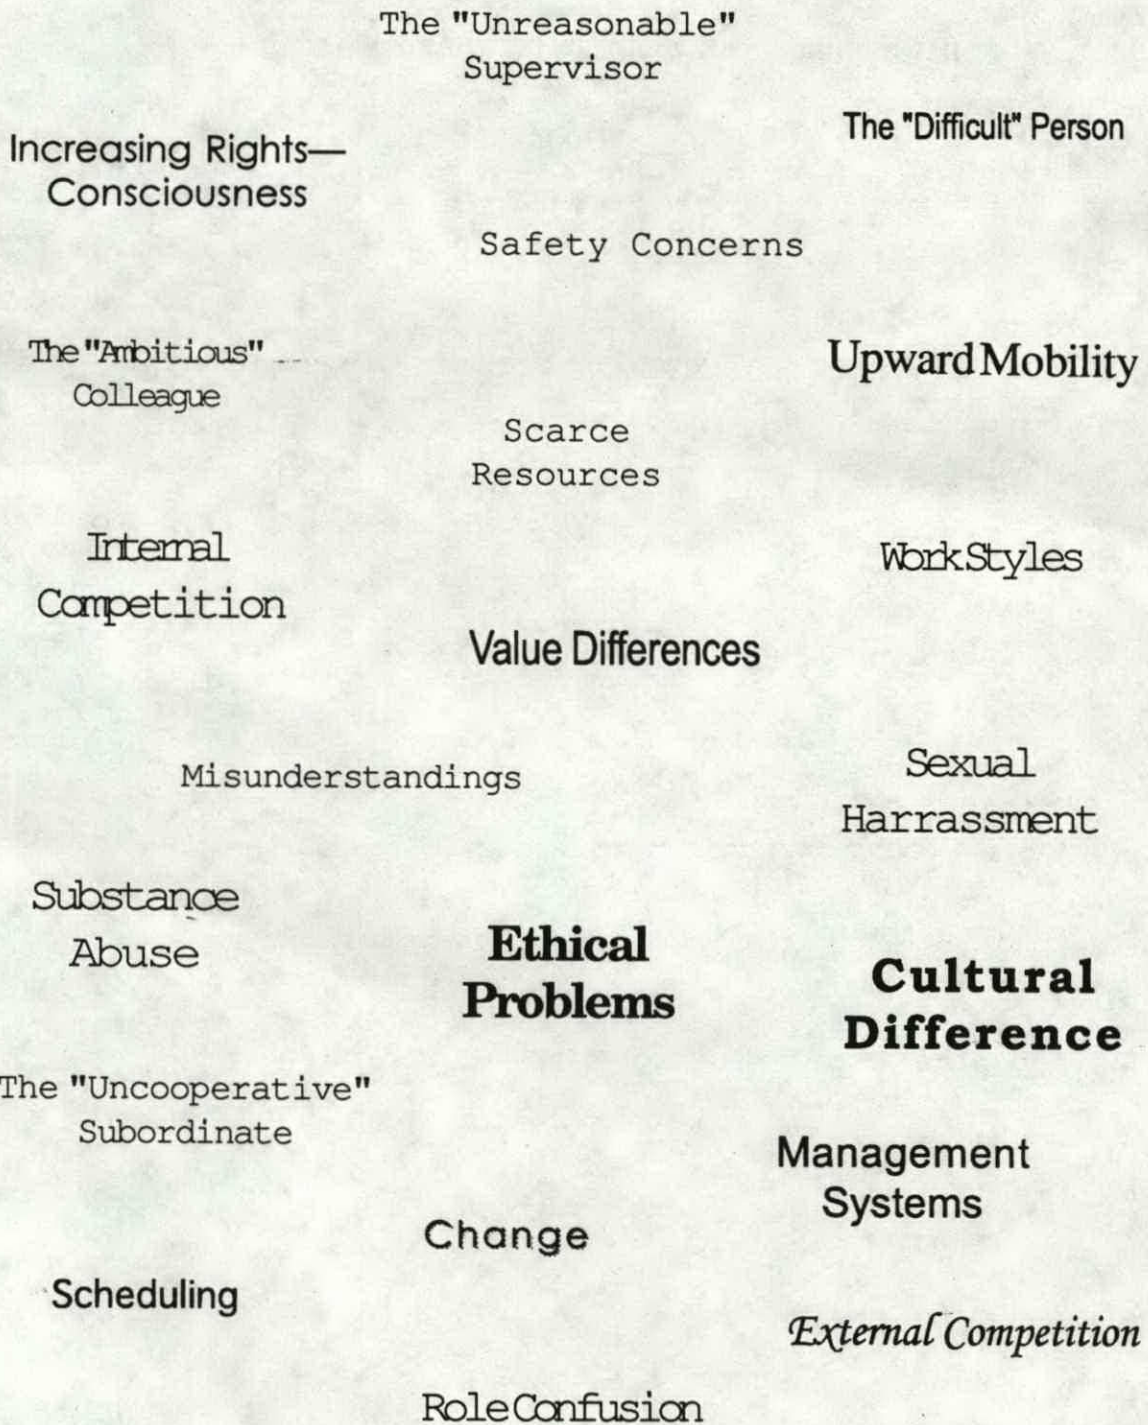 The "Unreasonable"
Supervisor
The "Difficult" Person
Increasing Rights—
Consciousness
Safety Concerns
The "Ambitious"
Colleague
Upward Mobility
Scarce
Resources
Internal
Competition
Work Styles
Value Differences
Misunderstandings
Sexual
Harrassment
Substance
Abuse
Ethical
Problems
Cultural
Difference
The "Uncooperative"
Subordinate
Management
Systems
Change
Scheduling
External Competition
Role Confusion